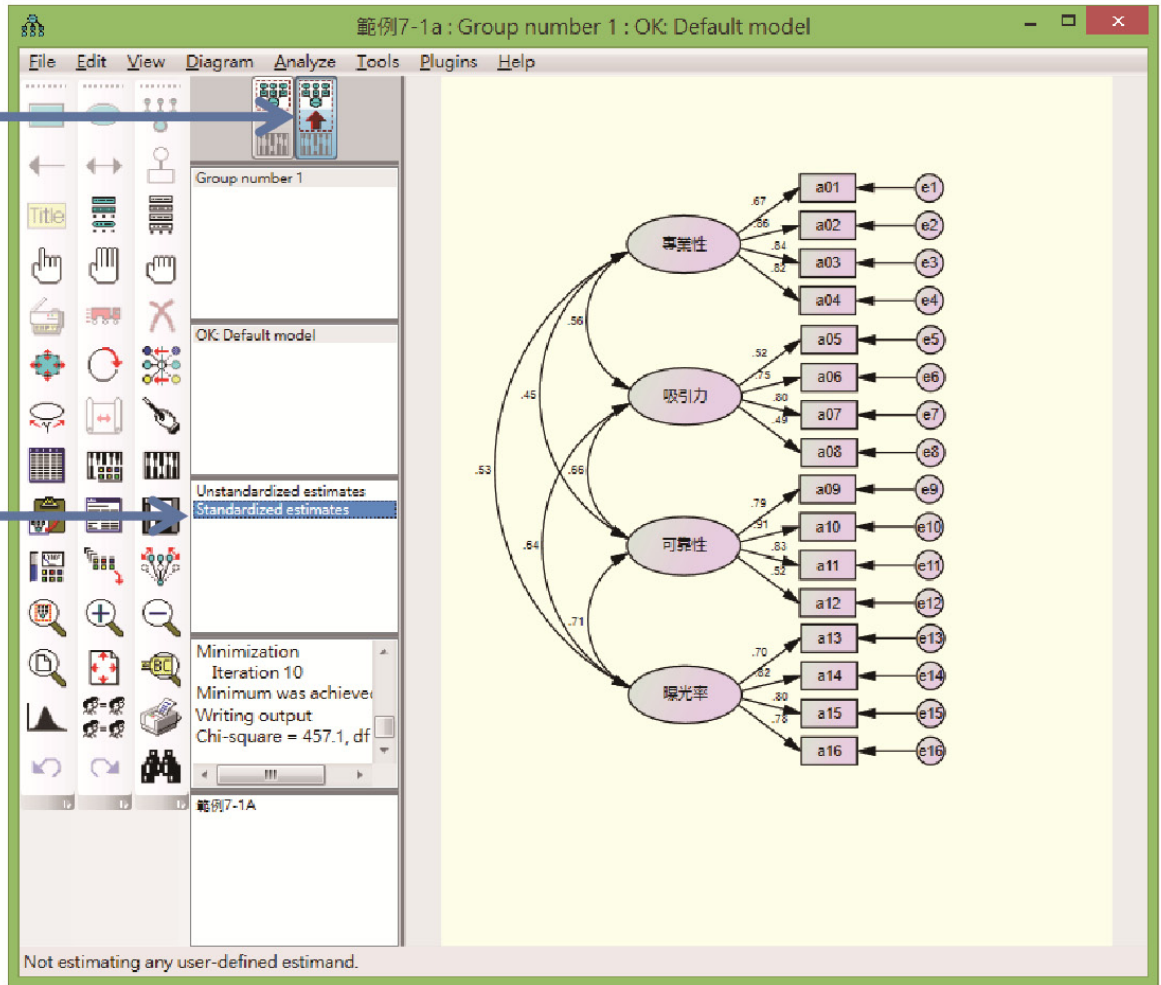 範例7-1a : Group number 1 : OK: Default model
File Edit View Diagram Analyze Tools Plugins Help
Title
Group number 1
OK: Default model
Unstandardized estimates
Standardized estimates
Minimization
Iteration 10
Minimum was achieve
Writing output
Chi-square = 457.1, df
範例7-1A
專業性
.67 a01 e1
.86 a02 e2
.84 a03 e3
.82 a04 e4
.56
吸引力
.52 a05 e5
.75 a06 e6
.80 a07 e7
.49 a08 e8
.45
.53
.66
可靠性
.79 a09 e9
.91 a10 e10
.83 a11 e11
.52 a12 e12
.64
.71
曝光率
.70 a13 e13
.82 a14 e14
.80 a15 e15
.78 a16 e16
Not estimating any user-defined estimand.